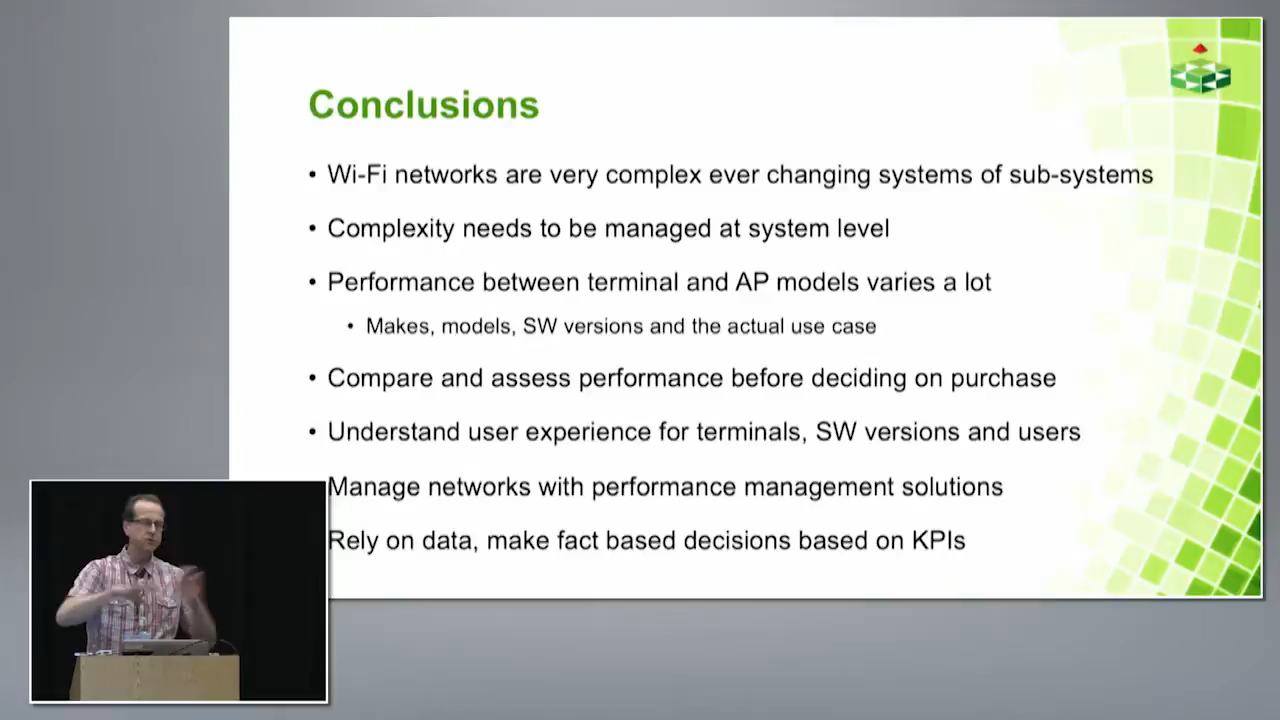 Conclusions
• Wi-Fi networks are very complex ever changing systems of sub-systems
• Complexity needs to be managed at system level
• Performance between terminal and AP models varies a lot
• Makes, models, SW versions and the actual use case
• Compare and assess performance before deciding on purchase
• Understand user experience for terminals, SW versions and users
Manage networks with performance management solutions
Rely on data, make fact based decisions based on KPIs